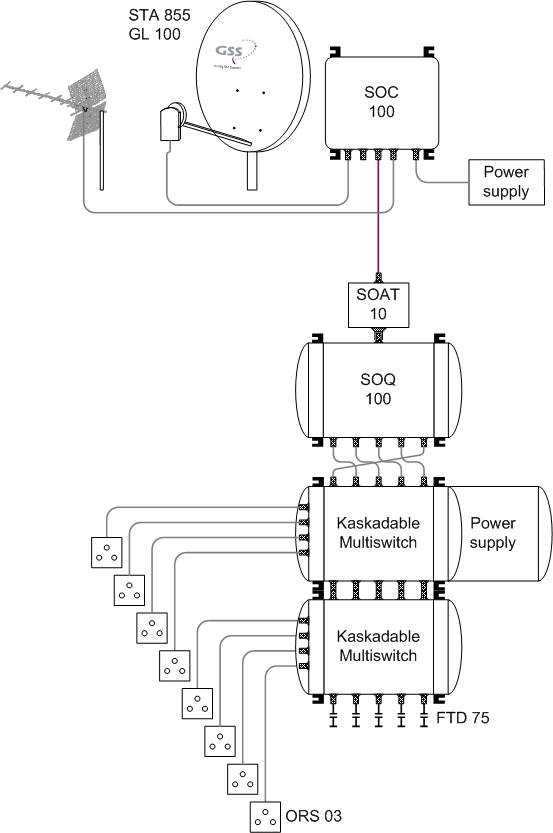 STA 855
GL 100
GSS
SOC
100
Power
supply
SOAT
10
SOQ
100
Kaskadable
Multiswitch
Power
supply
Kaskadable
Multiswitch
FTD 75
ORS 03